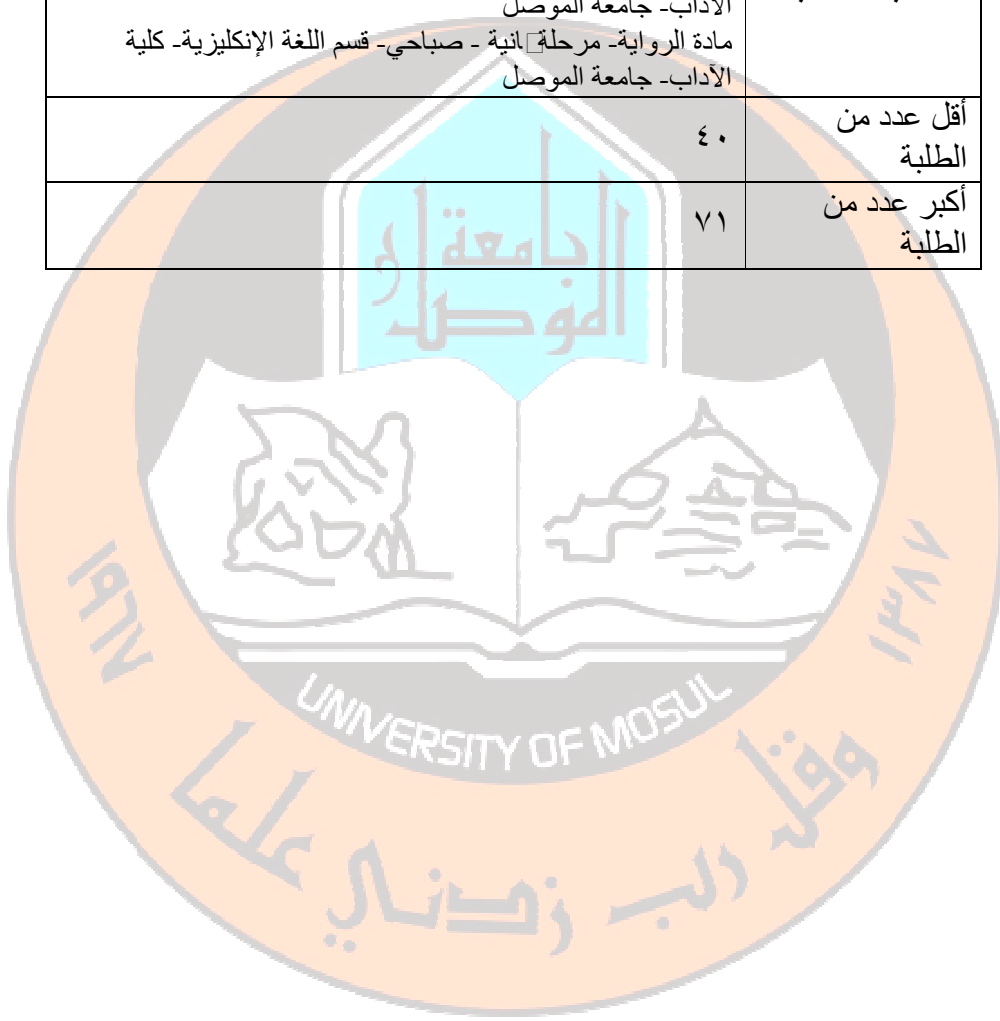 الآداب- جامعة الموصل
مادة الرواية- مرحلة انية - صباحي- قسم اللغة الإنكليزية- كلية
الآداب- جامعة الموصل
أقل عدد من
الطلبة
٤٠
أكبر عدد من
الطلبة
٧١
جامعة
الموصل
١٩٦٧
١٣٨٧
UNIVERSITY OF MOSUL
وقل رب زدني علما